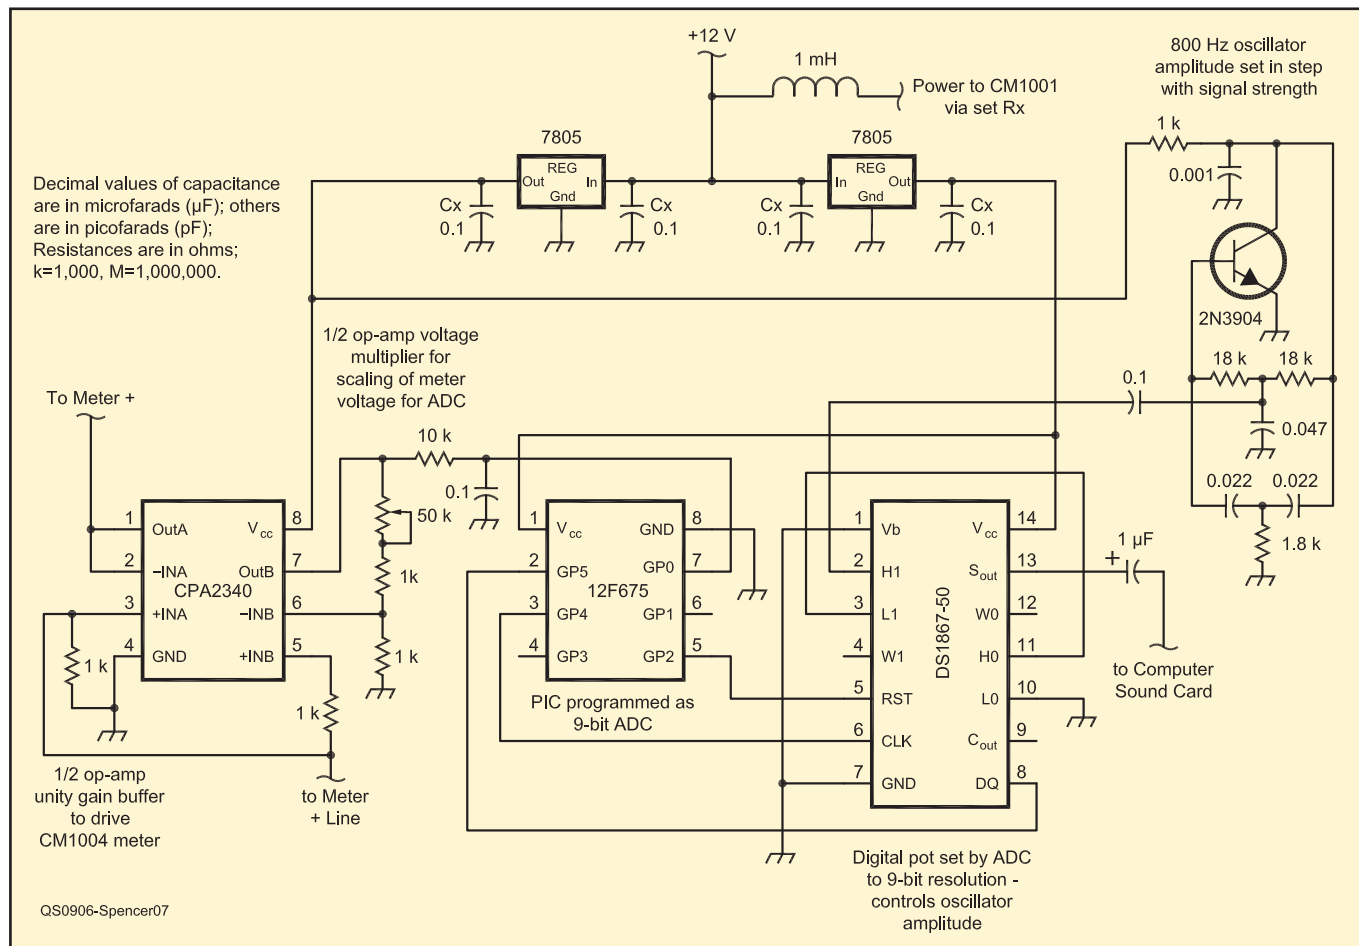 +12 V
1 mH
Power to CM1001
via set Rx
800 Hz oscillator
amplitude set in step
with signal strength
1 k
0.001
2N3904
18 k
18 k
0.1
0.047
0.022
0.022
1.8 k
Decimal values of capacitance
are in microfarads (µF); others
are in picofarads (pF);
Resistances are in ohms;
k=1,000, M=1,000,000.
7805
REG
Out
In
Gnd
Cx
0.1
Cx
0.1
7805
REG
In
Out
Gnd
Cx
0.1
Cx
0.1
1/2 op-amp voltage
multiplier for
scaling of meter
voltage for ADC
To Meter +
10 k
0.1
50 k
1k
1k
1
OutA
Vcc
8
2
–INA
OutB
7
CPA2340
3
+INA
–INB
6
4
GND
+INB
5
1 k
1 k
1/2 op-amp
unity gain buffer
to drive
CM1004 meter
to Meter
+ Line
1
Vcc
GND
8
2
GP5
GP0
7
12F675
3
GP4
GP1
6
4
GP3
GP2
5
PIC programmed as
9-bit ADC
1
Vb
Vcc
14
2
H1
Sout
13
3
L1
W0
12
4
W1
H0
11
5
RST
L0
10
6
CLK
Cout
9
7
GND
DQ
8
DS1867-50
+
1 µF
to Computer
Sound Card
Digital pot set by ADC
to 9-bit resolution -
controls oscillator
amplitude
QS0906-Spencer07